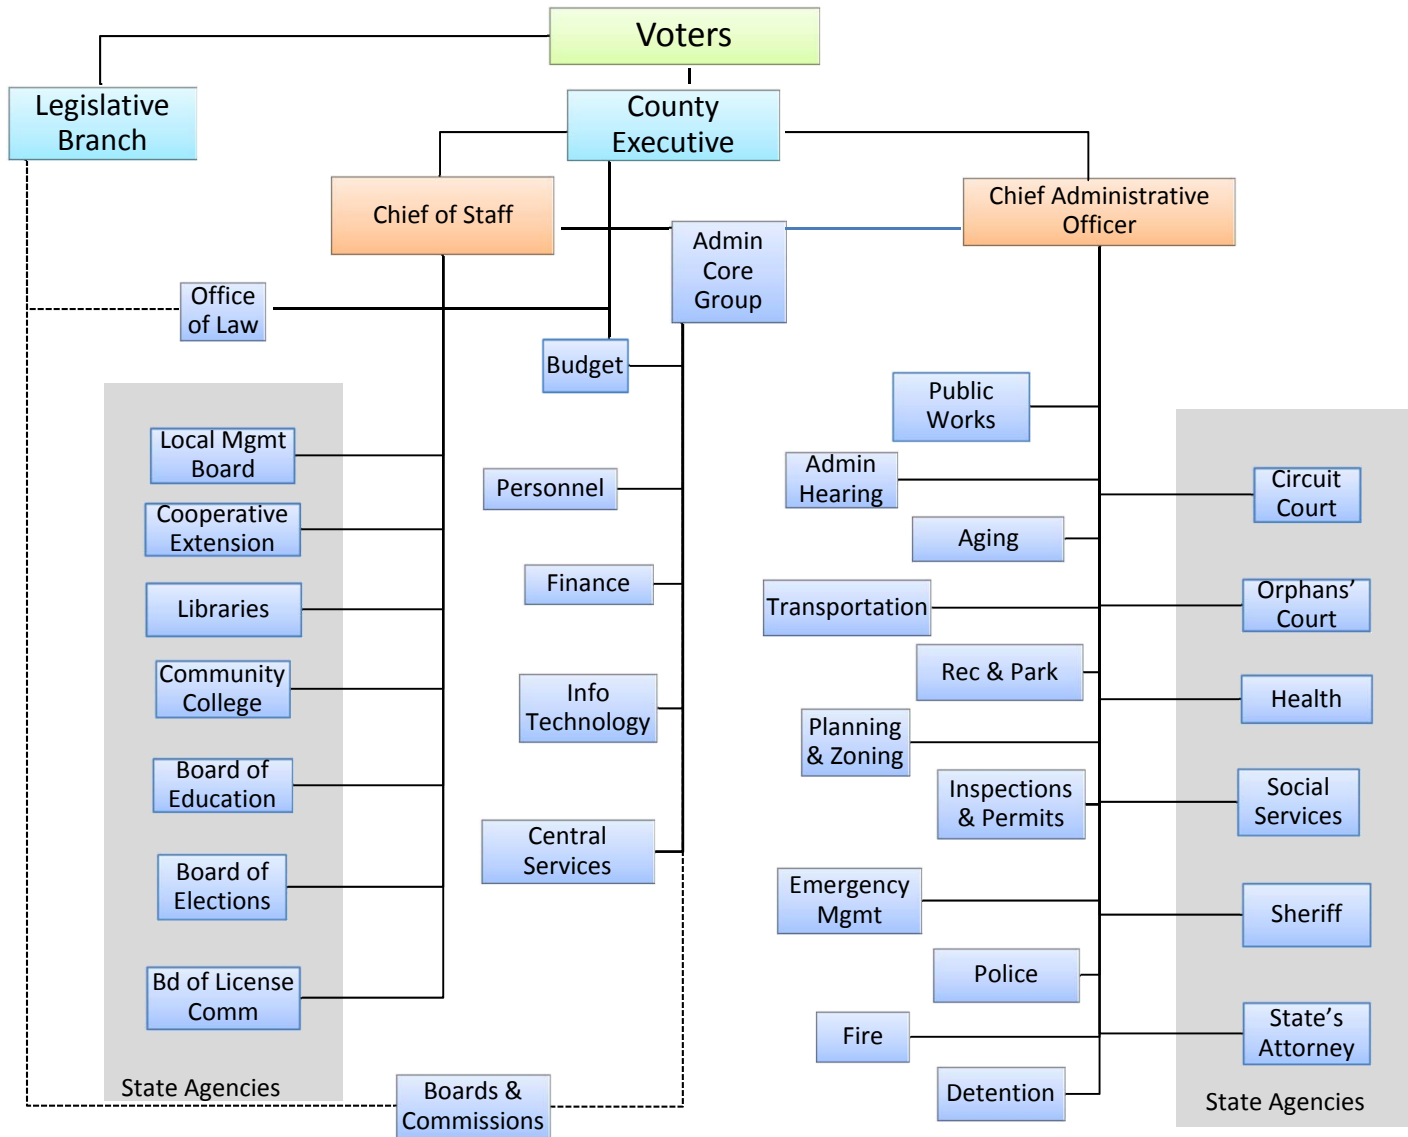 Voters
Legislative
Branch
County
Executive
Chief of Staff
Chief Administrative
Officer
Admin
Core
Group
Office
of Law
Budget
Personnel
Finance
Info
Technology
Central
Services
Local Mgmt
Board
Cooperative
Extension
Libraries
Community
College
Board of
Education
Board of
Elections
Bd of License
Comm
State Agencies
Boards &
Commissions
Public
Works
Admin
Hearing
Aging
Transportation
Rec & Park
Planning
& Zoning
Inspections
& Permits
Emergency
Mgmt
Police
Fire
Detention
Circuit
Court
Orphans’
Court
Health
Social
Services
Sheriff
State’s
Attorney
State Agencies